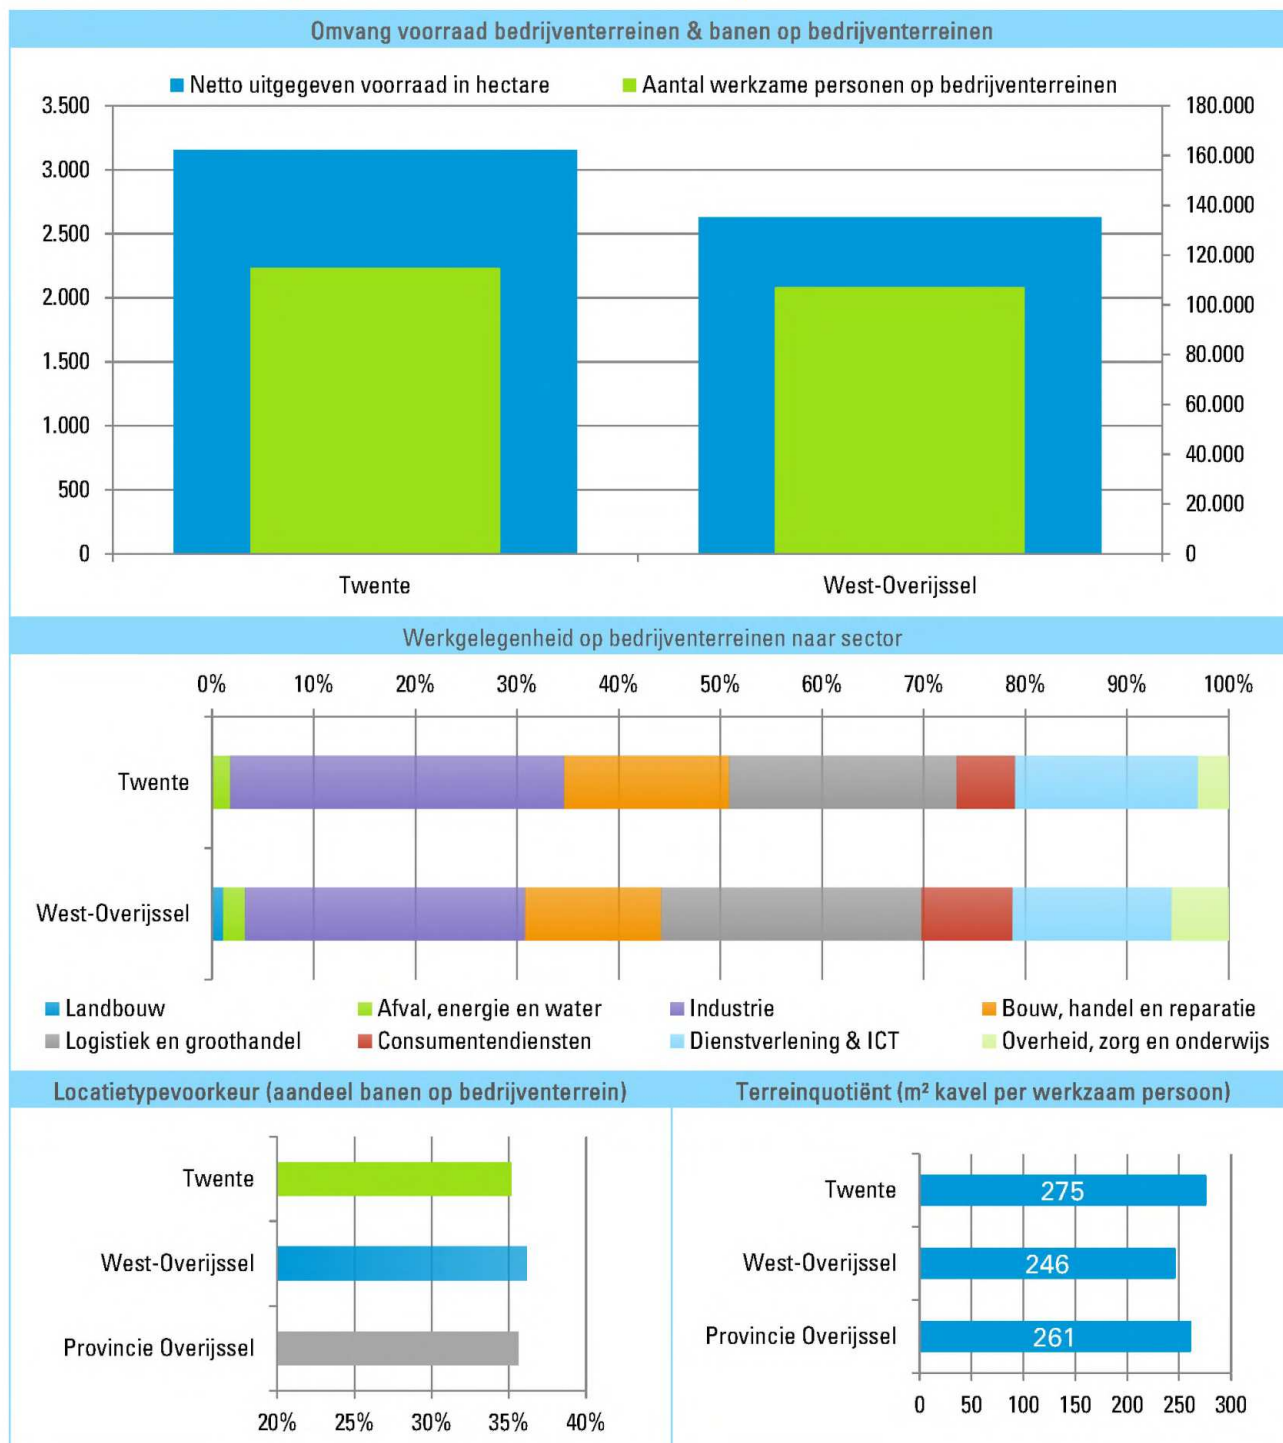 Omvang voorraad bedrijventerreinen & banen op bedrijventerreinen
Netto uitgegeven voorraad in hectare Aantal werkzame personen op bedrijventerreinen
3.500 180.000
3.000 160.000
2.500 140.000
2.000 120.000
1.500 100.000
1.000 80.000
500 60.000
0 40.000
20.000
0
Twente West-Overijssel
Werkgelegenheid op bedrijventerreinen naar sector
0% 10% 20% 30% 40% 50% 60% 70% 80% 90% 100%
Twente
West-Overijssel
Landbouw Afval, energie en water Industrie Bouw, handel en reparatie
Logistiek en groothandel Consumentendiensten Dienstverlening & ICT Overheid, zorg en onderwijs
Locatietypevoorkeur (aandeel banen op bedrijventerrein)
Twente
West-Overijssel
Provincie Overijssel
20% 25% 30% 35% 40%
Terreinquotiënt (m² kavel per werkzaam persoon)
Twente 275
West-Overijssel 246
Provincie Overijssel 261
0 50 100 150 200 250 300